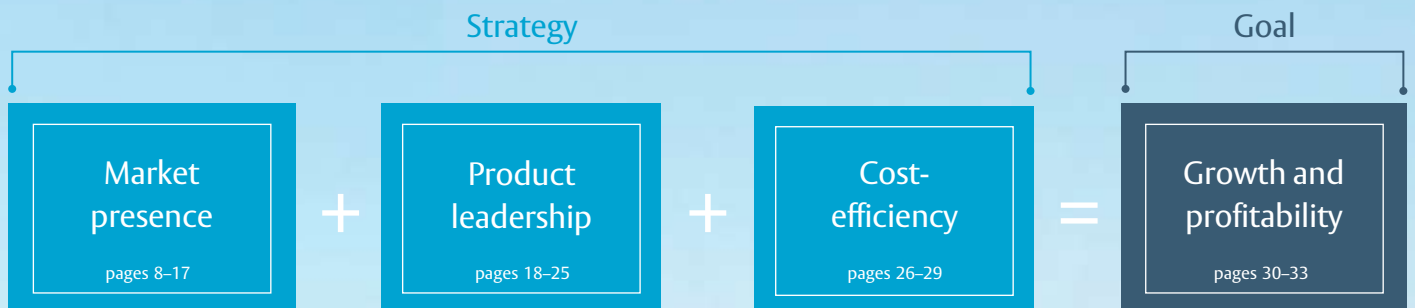 Strategy
Goal
Market
presence
pages 8–17
+
Product
leadership
pages 18–25
+
Cost-
efficiency
pages 26–29
=
Growth and
profitability
pages 30–33